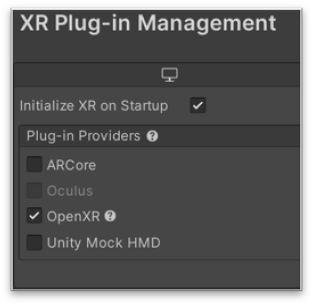 XR Plug-in Management
Initialize XR on Startup
Plug-in Providers
ARCore
Oculus
OpenXR
Unity Mock HMD